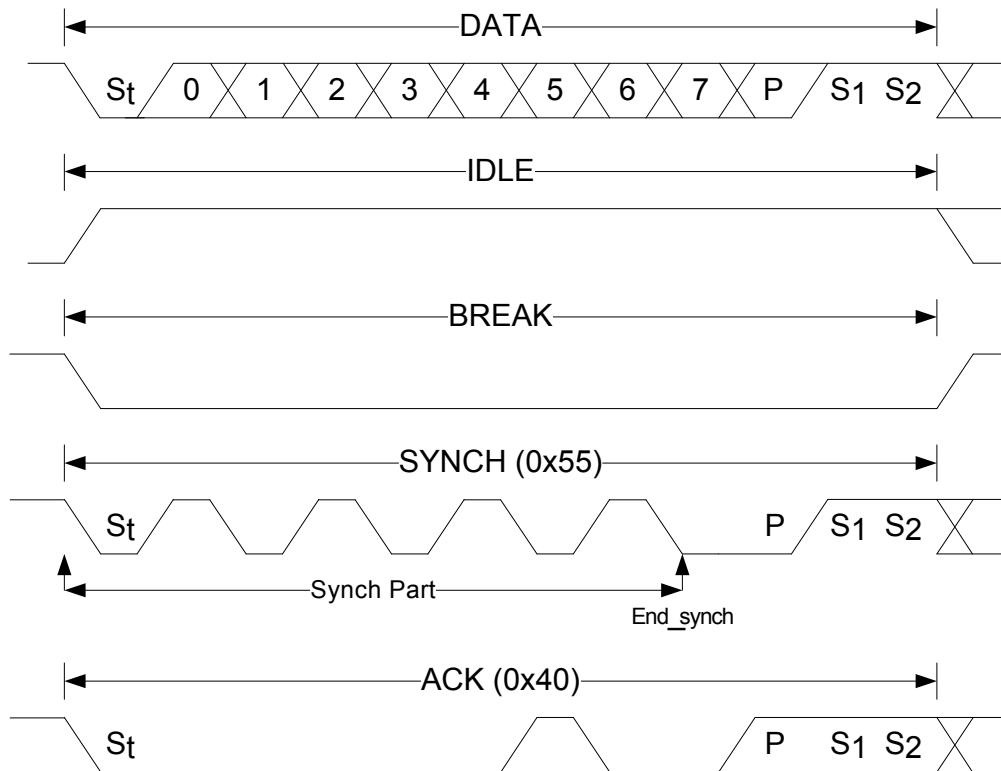 DATA
St 0 1 2 3 4 5 6 7 P S1 S2
IDLE
BREAK
SYNCH (0x55)
St P S1 S2
Synch Part
End_synch
ACK (0x40)
St P S1 S2